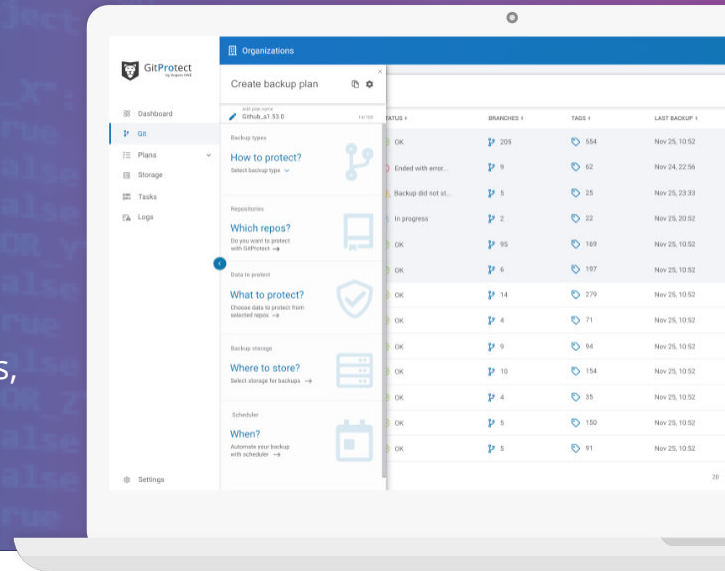 GitProtect
Organizations
Create backup plan
Add plan name
Github_a1.53.0
Dashboard
Git
Plans
Storage
Tasks
Logs
Settings
Backup types
How to protect?
Select backup type
Repositories
Which repos?
Do you want to protect
with GitProtect →
Data to protect
What to protect?
Choose data to protect from
selected repos →
Backup storage
Where to store?
Select storage for backups →
Scheduler
When?
Automate your backup
with scheduler →
TATUS BRANCHES TAGS LAST BACKUP
OK 205 554 Nov 25, 10:52
Ended with error... 9 62 Nov 24, 22:56
Backup did not st... 5 25 Nov 25, 23:33
In progress 2 22 Nov 25, 20:52
OK 95 169 Nov 25, 10:52
OK 6 197 Nov 25, 10:52
OK 14 279 Nov 25, 10:52
OK 4 71 Nov 25, 10:52
OK 9 94 Nov 25, 10:52
OK 10 154 Nov 25, 10:52
OK 4 35 Nov 25, 10:52
OK 5 150 Nov 25, 10:52
OK 5 91 Nov 25, 10:52
20
s,